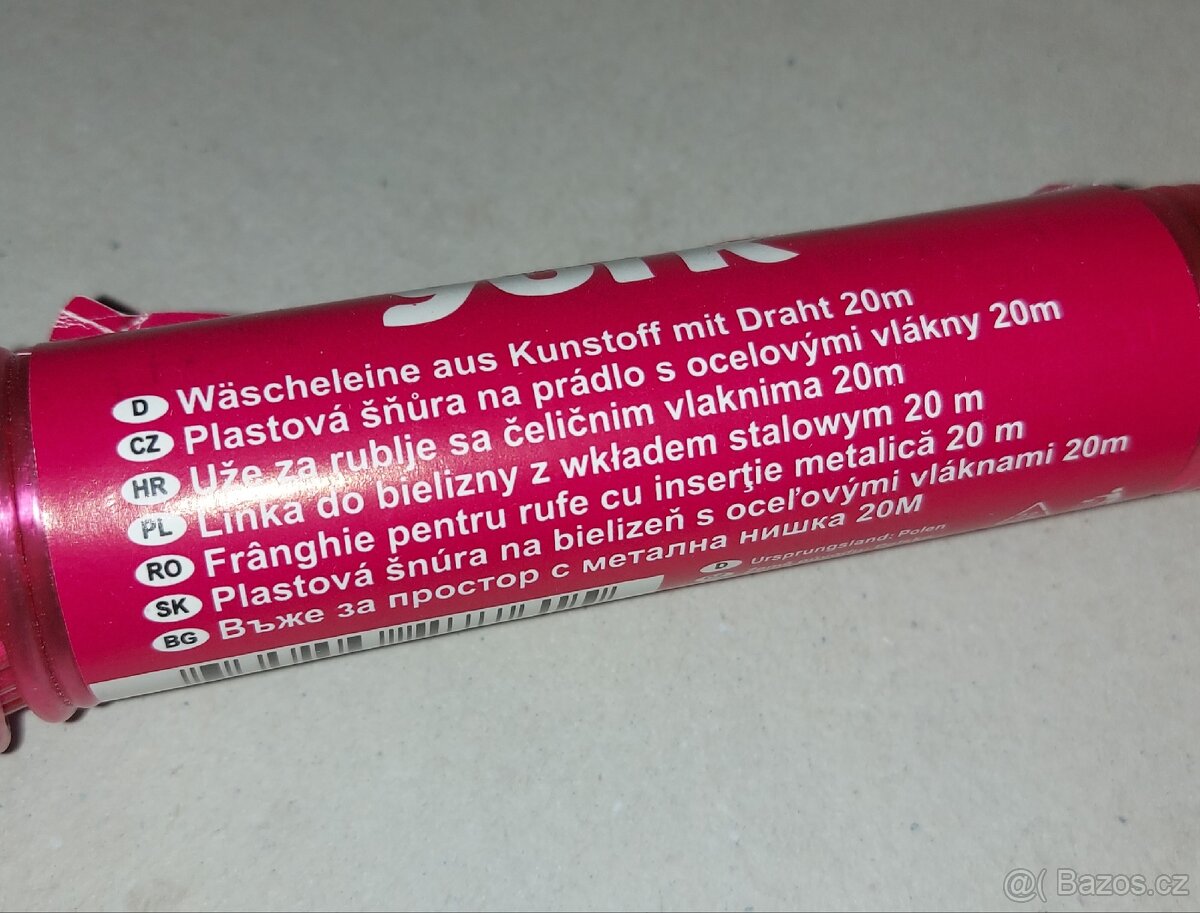 york
D Wäscheleine aus Kunstoff mit Draht 20m
CZ Plastová šňůra na prádlo s ocelovými vlákny 20m
HR Uže za rublje sa čeličnim vlaknima 20m
PL Linka do bielizny z wkładem stalowym 20 m
RO Frânghie pentru rufe cu inserţie metalică 20 m
SK Plastová šnúra na bielizeň s oceľovými vláknami 20m
BG Въже за простор с метална нишка 20М
D Ursprungsland: Polen
@( Bazos.cz